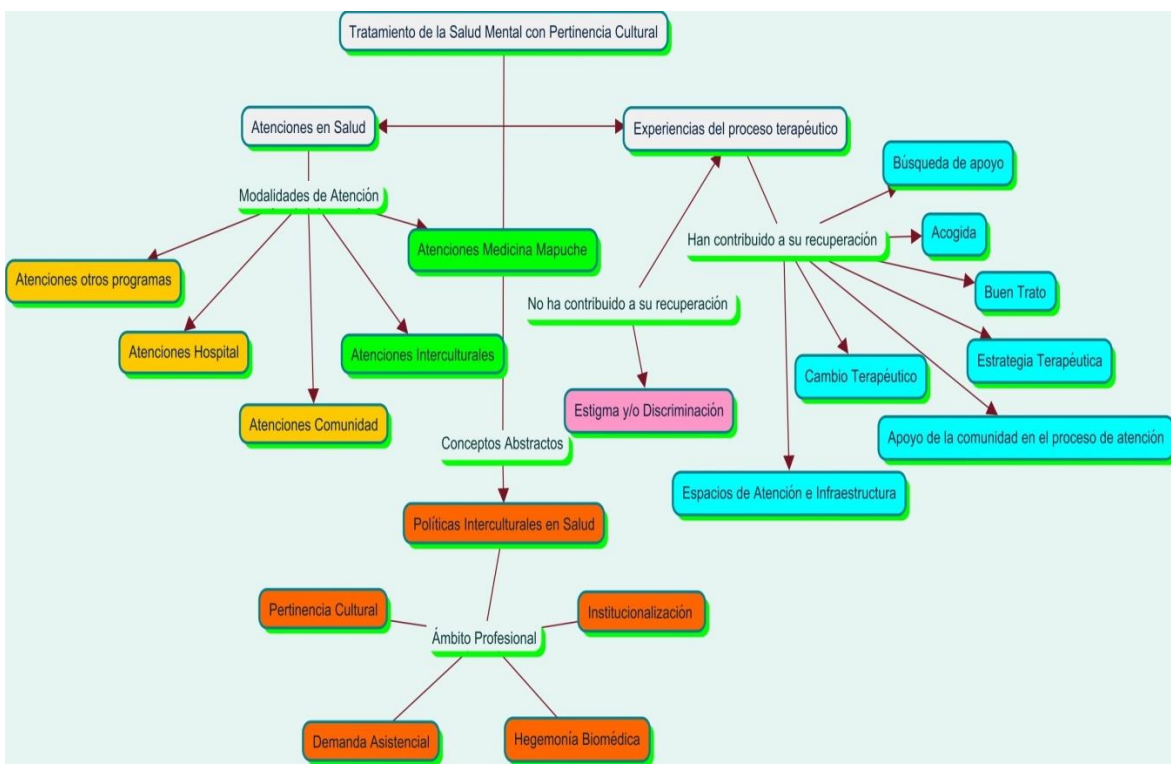 Tratamiento de la Salud Mental con Pertinencia Cultural
Atenciones en Salud
Experiencias del proceso terapéutico
Búsqueda de apoyo
Modalidades de Atención
Han contribuido a su recuperación
Acogida
Atenciones Medicina Mapuche
Atenciones otros programas
Buen Trato
No ha contribuido a su recuperación
Atenciones Hospital
Atenciones Interculturales
Estrategia Terapéutica
Cambio Terapéutico
Estigma y/o Discriminación
Atenciones Comunidad
Apoyo de la comunidad en el proceso de atención
Conceptos Abstractos
Espacios de Atención e Infraestructura
Políticas Interculturales en Salud
Pertinencia Cultural
Institucionalización
Ámbito Profesional
Demanda Asistencial
Hegemonía Biomédica